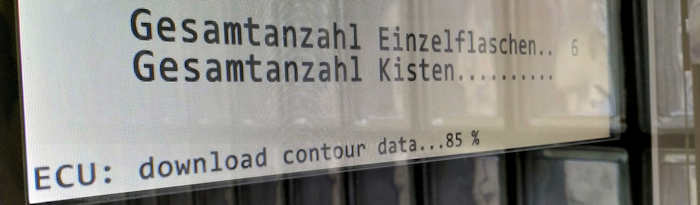 Gesamtanzahl Einzelflaschen.. 6
Gesamtanzahl Kisten..........
ECU: download contour data...85 %